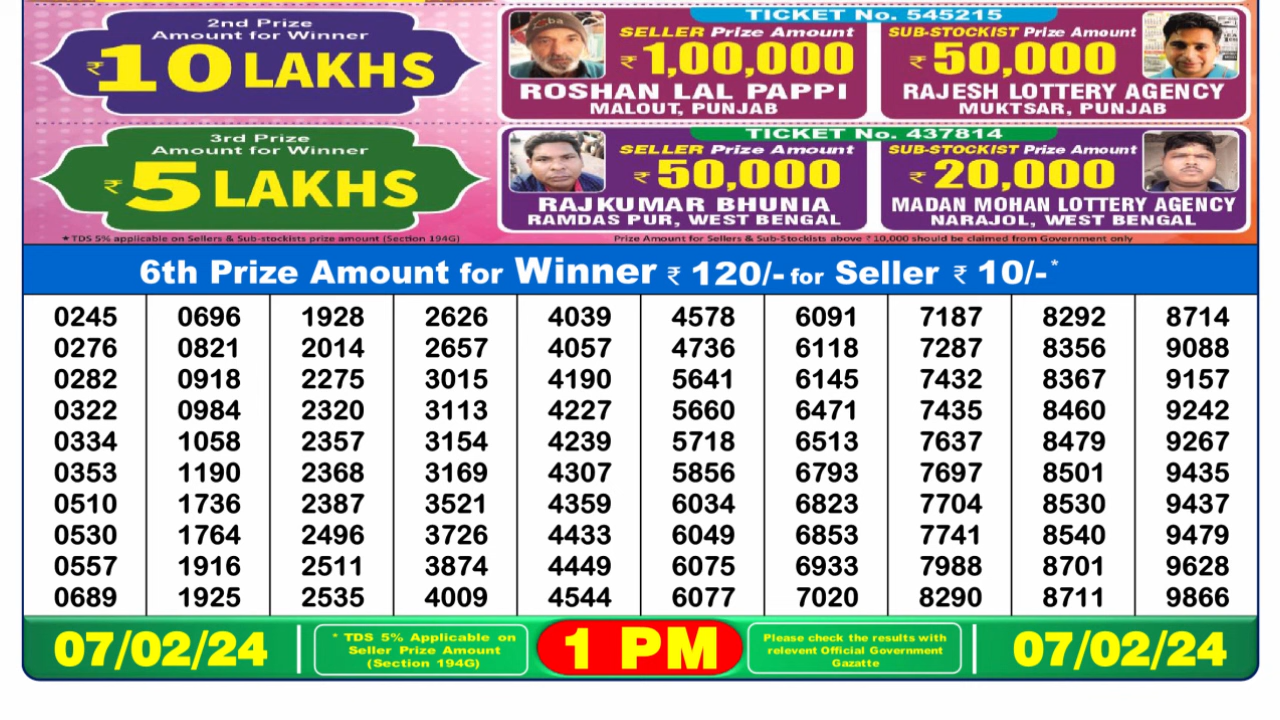 2nd Prize
Amount for Winner
₹10 LAKHS
TICKET No. 545215
SELLER Prize Amount
₹ 1,00,000
ROSHAN LAL PAPPI
MALOUT, PUNJAB
SUB-STOCKIST Prize Amount
₹ 50,000
RAJESH LOTTERY AGENCY
MUKTSAR, PUNJAB
3rd Prize
Amount for Winner
₹5 LAKHS
TICKET No. 437814
SELLER Prize Amount
₹ 50,000
RAJKUMAR BHUNIA
RAMDAS PUR, WEST BENGAL
SUB-STOCKIST Prize Amount
₹ 20,000
MADAN MOHAN LOTTERY AGENCY
NARAJOL, WEST BENGAL
* TDS 5% applicable on Sellers & Sub-stockists prize amount (Section 194G)
Prize Amount for Sellers & Sub-Stockists above ₹10,000 should be claimed from Government only
6th Prize Amount for Winner ₹ 120/- for Seller ₹ 10/-*
0245 0696 1928 2626 4039 4578 6091 7187 8292 8714
0276 0821 2014 2657 4057 4736 6118 7287 8356 9088
0282 0918 2275 3015 4190 5641 6145 7432 8367 9157
0322 0984 2320 3113 4227 5660 6471 7435 8460 9242
0334 1058 2357 3154 4239 5718 6513 7637 8479 9267
0353 1190 2368 3169 4307 5856 6793 7697 8501 9435
0510 1736 2387 3521 4359 6034 6823 7704 8530 9437
0530 1764 2496 3726 4433 6049 6853 7741 8540 9479
0557 1916 2511 3874 4449 6075 6933 7988 8701 9628
0689 1925 2535 4009 4544 6077 7020 8290 8711 9866
07/02/24
* TDS 5% Applicable on
Seller Prize Amount
(Section 194G)
1 PM
Please check the results with
relevent Official Government
Gazatte
07/02/24